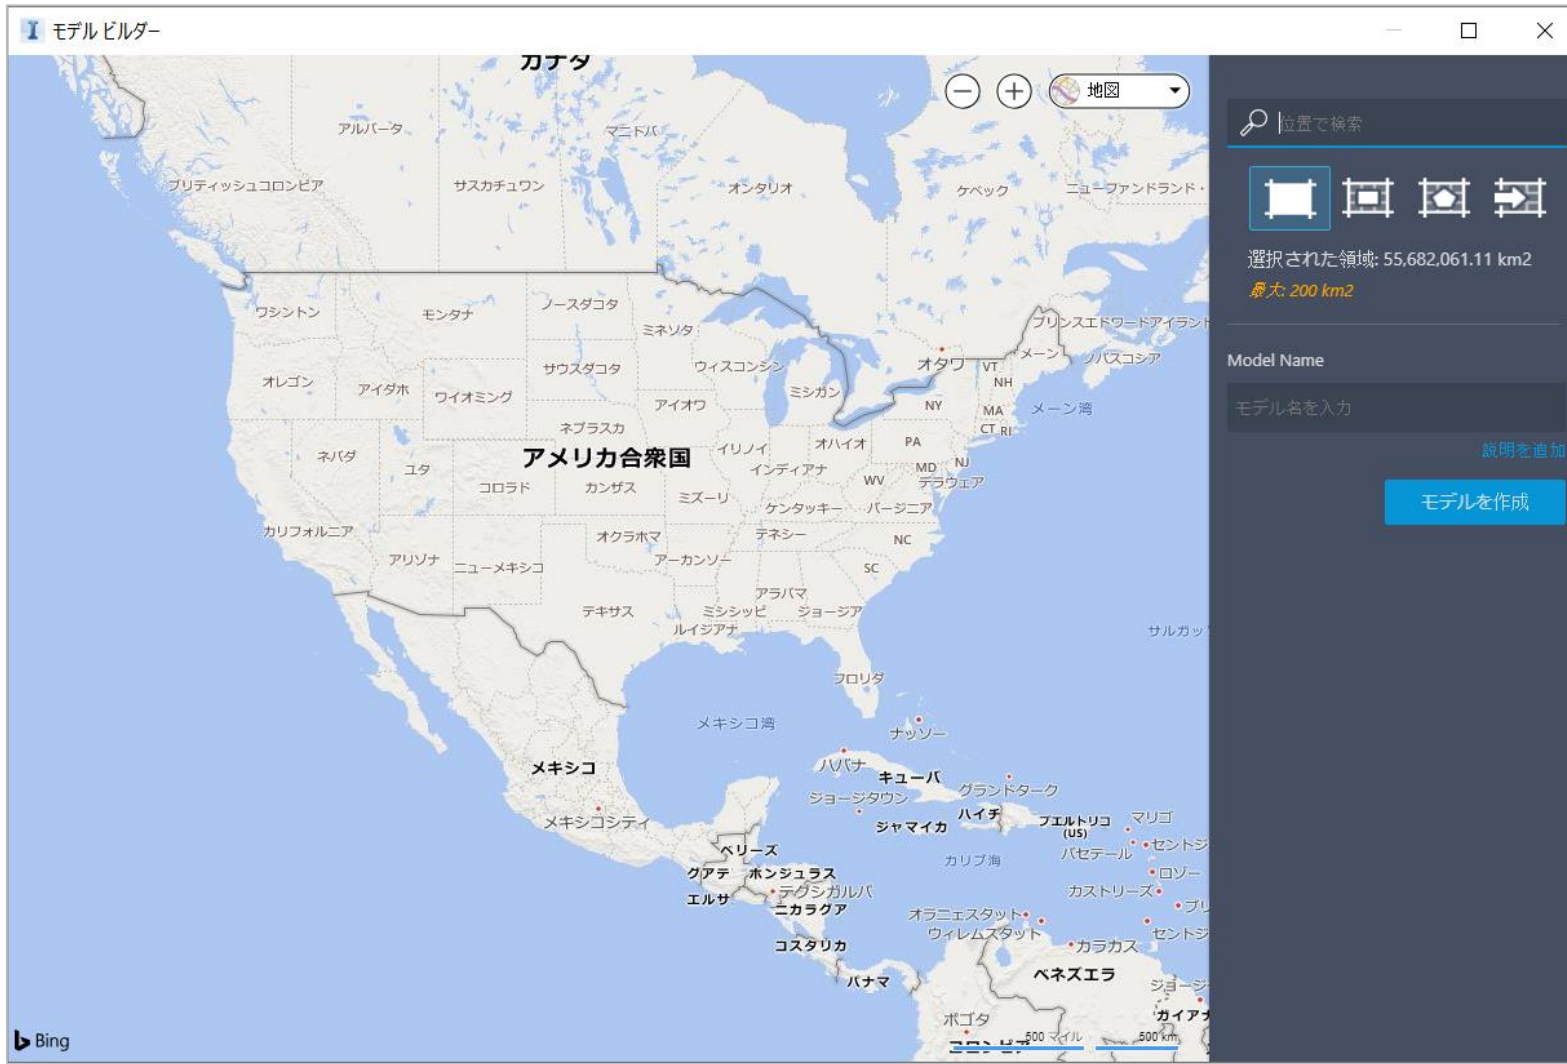 モデル ビルダー
カナダ
地図
位置で検索
アルバータ
マニトバ
ブリティッシュコロンビア
サスカチュワン
オンタリオ
ケベック
ニューファンドランド・
選択された領域: 55,682,061.11 km2
最大: 200 km2
ワシントン
モンタナ
ノースダコタ
ミネソタ
プリンスエドワードアイランド
オタワ
VT
メーン
ノバスコシア
Model Name
オレゴン
アイダホ
ワイオミング
サウスダコタ
ウィスコンシン
ミシガン
NH
アイオワ
NY
MA
メーン湾
モデル名を入力
ネブラスカ
CT
RI
ネバダ
ユタ
アメリカ合衆国
イリノイ
オハイオ
PA
説明を追加
インディアナ
MD
NJ
コロラド
カンザス
ミズーリ
WV
デラウェア
ケンタッキー
バージニア
モデルを作成
カリフォルニア
オクラホマ
テネシー
NC
アリゾナ
ニューメキシコ
アーカンソー
SC
アラバマ
テキサス
ミシシッピ
ジョージア
ルイジアナ
サルガッ
フロリダ
メキシコ湾
ナッソー
メキシコ
ハバナ
キューバ
グランドターク
ジョージタウン
メキシコシティ
ジャマイカ
ハイチ
プエルトリコ
(US)
マリゴ
ベリーズ
カリブ海
バセテール
セントジ
グアテ
ホンジュラス
ロゾー
エルサ
テグシガルパ
カストリーズ
ニカラグア
オラニェスタット
ブリ
ウィレムスタット
セントジ
コスタリカ
カラカス
パナマ
ベネズエラ
ジョージ
ボゴタ
ガイアナ
コロンビア
500 マイル
500 km
Bing